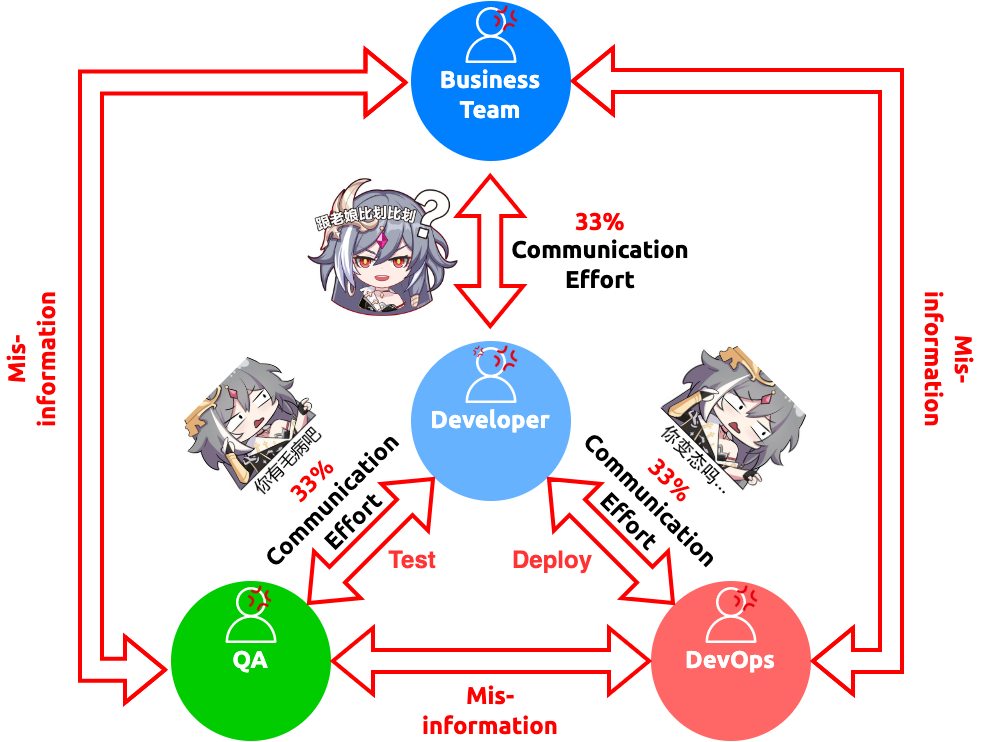 Business
Team
跟老娘比划比划
?
33%
Communication
Effort
Mis-
information
Mis-
information
Developer
你有毛病吧
33%
Communication
Effort
你变态吗...
Communication
33%
Effort
Test
Deploy
QA
DevOps
Mis-
information